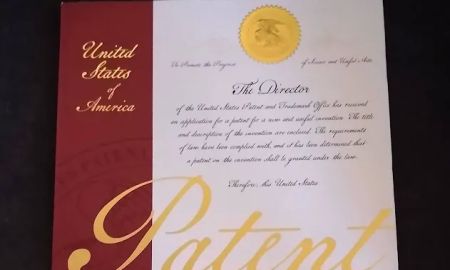 United
States
of
America
To Promote the Progress of Science and Useful Arts
The Director
of the United States Patent and Trademark Office has received
an application for a patent for a new and useful invention. The title
and description of the invention are enclosed. The requirements
of law have been complied with, and it has been determined that
a patent on the invention shall be granted under the law.
Therefore, this United States
Patent